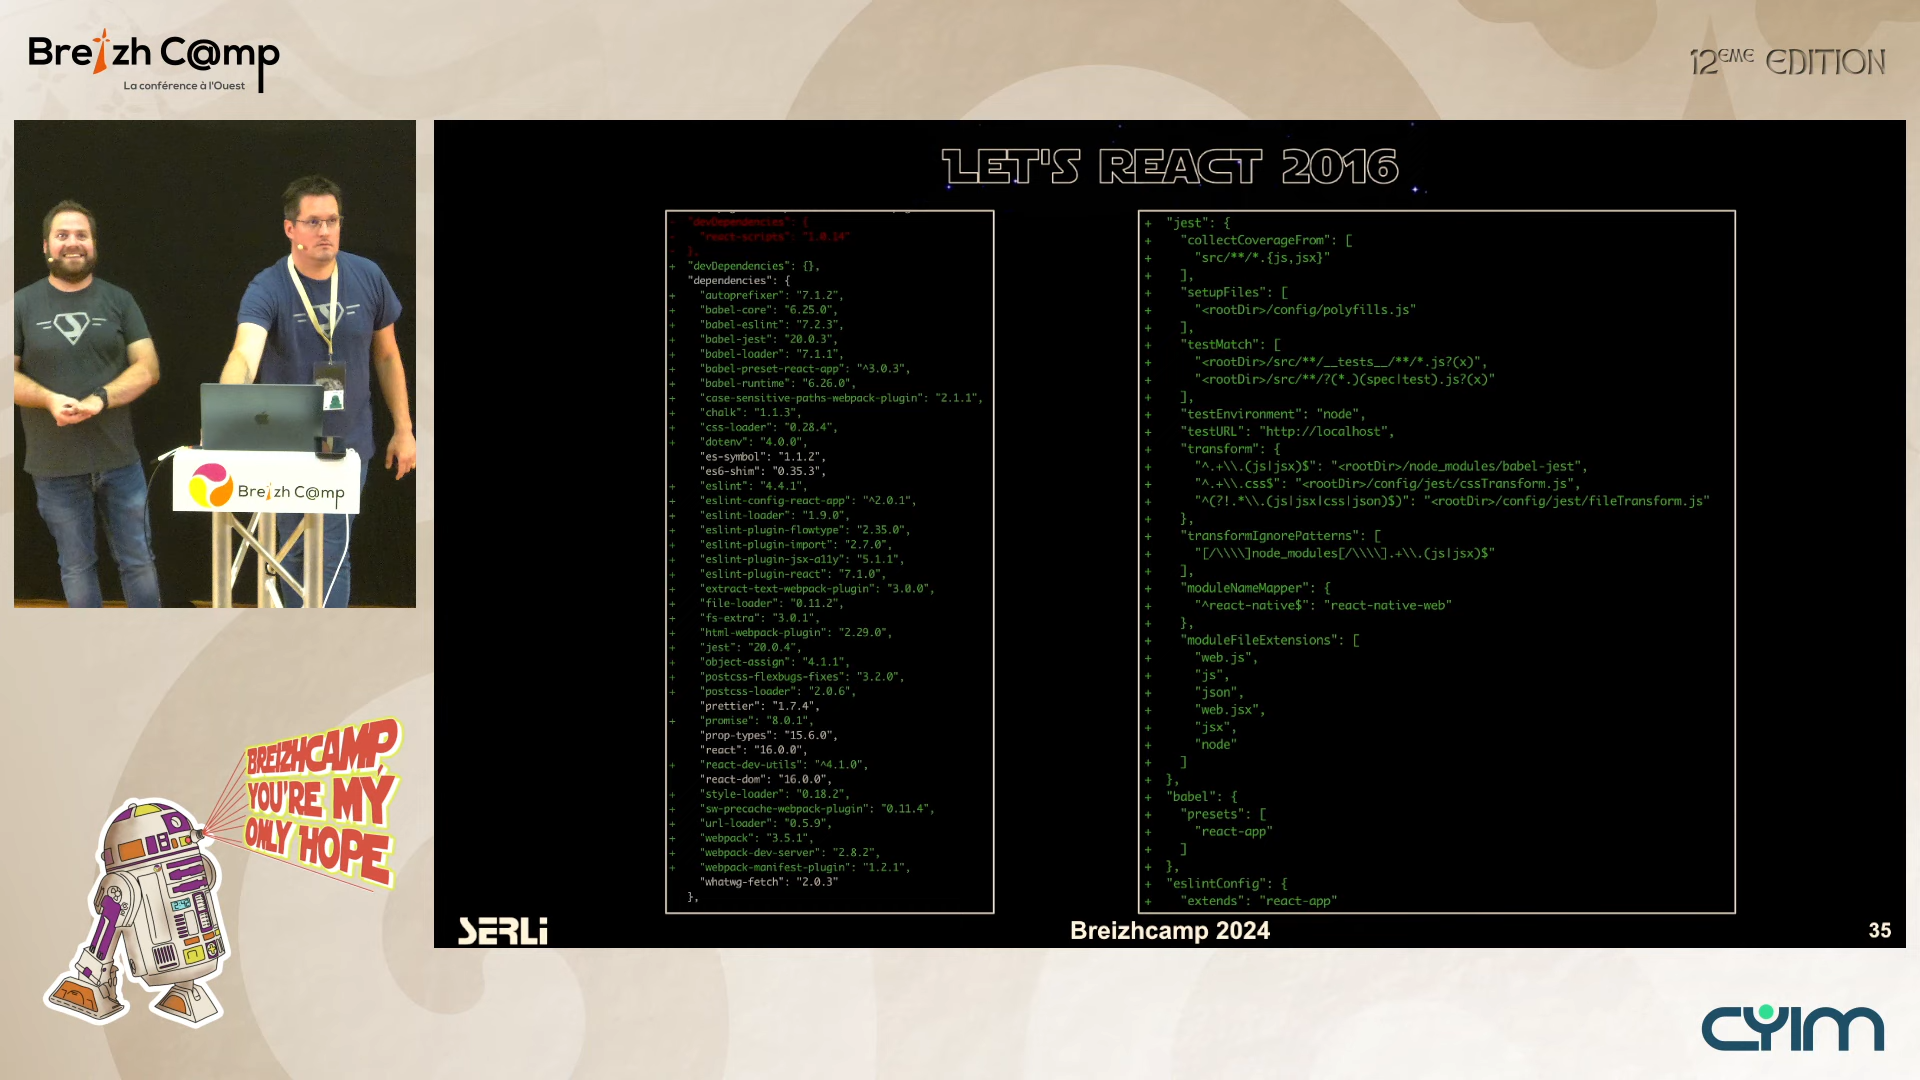 Breizh C@mp
La conférence à l'Ouest
12EME EDITION
LET'S REACT 2016
- "devDependencies": {
- "react-scripts": "1.0.14"
- },
+ "devDependencies": {},
"dependencies": {
+ "autoprefixer": "7.1.2",
+ "babel-core": "6.25.0",
+ "babel-eslint": "7.2.3",
+ "babel-jest": "20.0.3",
+ "babel-loader": "7.1.1",
+ "babel-preset-react-app": "^3.0.3",
+ "babel-runtime": "6.26.0",
+ "case-sensitive-paths-webpack-plugin": "2.1.1",
+ "chalk": "1.1.3",
+ "css-loader": "0.28.4",
+ "dotenv": "4.0.0",
"es-symbol": "1.1.2",
"es6-shim": "0.35.3",
+ "eslint": "4.4.1",
+ "eslint-config-react-app": "^2.0.1",
+ "eslint-loader": "1.9.0",
+ "eslint-plugin-flowtype": "2.35.0",
+ "eslint-plugin-import": "2.7.0",
+ "eslint-plugin-jsx-a11y": "5.1.1",
+ "eslint-plugin-react": "7.1.0",
+ "extract-text-webpack-plugin": "3.0.0",
+ "file-loader": "0.11.2",
+ "fs-extra": "3.0.1",
+ "html-webpack-plugin": "2.29.0",
+ "jest": "20.0.4",
+ "object-assign": "4.1.1",
+ "postcss-flexbugs-fixes": "3.2.0",
+ "postcss-loader": "2.0.6",
"prettier": "1.7.4",
+ "promise": "8.0.1",
"prop-types": "15.6.0",
"react": "16.0.0",
+ "react-dev-utils": "^4.1.0",
"react-dom": "16.0.0",
+ "style-loader": "0.18.2",
+ "sw-precache-webpack-plugin": "0.11.4",
+ "url-loader": "0.5.9",
+ "webpack": "3.5.1",
+ "webpack-dev-server": "2.8.2",
+ "webpack-manifest-plugin": "1.2.1",
"whatwg-fetch": "2.0.3"
},
+ "jest": {
+ "collectCoverageFrom": [
+ "src/**/*.{js,jsx}"
+ ],
+ "setupFiles": [
+ "<rootDir>/config/polyfills.js"
+ ],
+ "testMatch": [
+ "<rootDir>/src/**/__tests__/**/*.js?(x)",
+ "<rootDir>/src/**/?(*.)(spec|test).js?(x)"
+ ],
+ "testEnvironment": "node",
+ "testURL": "http://localhost",
+ "transform": {
+ "^.+\\.(js|jsx)$": "<rootDir>/node_modules/babel-jest",
+ "^.+\\.css$": "<rootDir>/config/jest/cssTransform.js",
+ "^(?!.*\\.(js|jsx|css|json)$)": "<rootDir>/config/jest/fileTransform.js"
+ },
+ "transformIgnorePatterns": [
+ "[/\\\\]node_modules[/\\\\].+\\.(js|jsx)$"
+ ],
+ "moduleNameMapper": {
+ "^react-native$": "react-native-web"
+ },
+ "moduleFileExtensions": [
+ "web.js",
+ "js",
+ "json",
+ "web.jsx",
+ "jsx",
+ "node"
+ ]
+ },
+ "babel": {
+ "presets": [
+ "react-app"
+ ]
+ },
+ "eslintConfig": {
+ "extends": "react-app"
Breizh C@mp
BREIZHCAMP,
YOU'RE MY
ONLY HOPE
SERLi
Breizhcamp 2024
35
CYIM